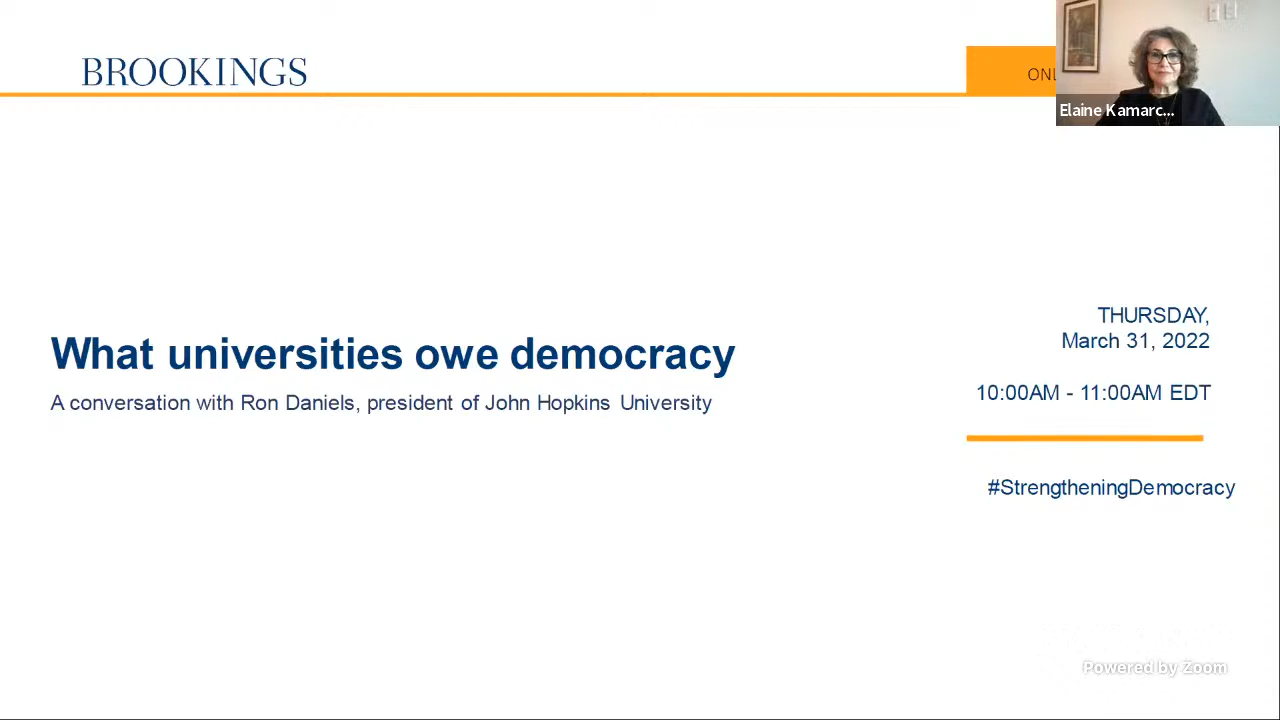 BROOKINGS
ONL
Elaine Kamarc...
What universities owe democracy
A conversation with Ron Daniels, president of John Hopkins University
THURSDAY,
March 31, 2022
10:00AM - 11:00AM EDT
#StrengtheningDemocracy
Powered by Zoom